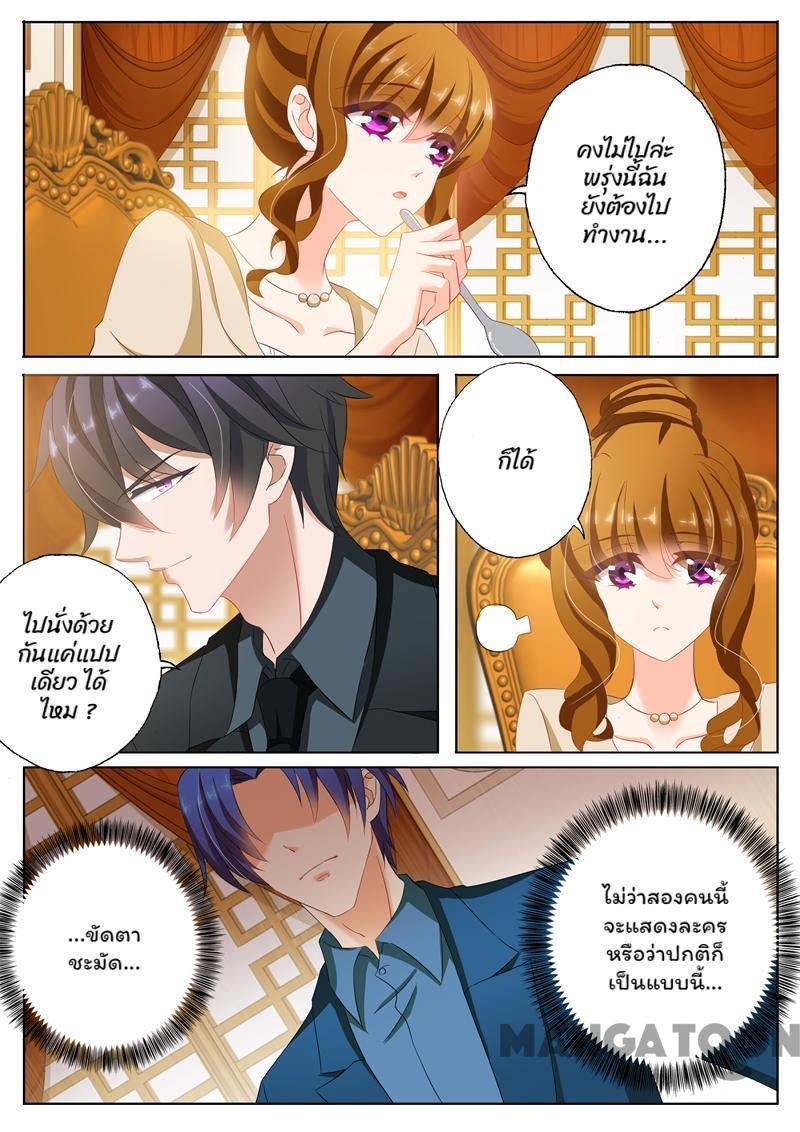 คงไม่ไปล่ะ
พรุ่งนี้ฉัน
ยังต้องไป
ทำงาน...
ไปนั่งด้วย
กันแค่แปป
เดียว ได้
ไหม ?
ก็ได้
ไม่ว่าสองคนนี้
จะแสดงละคร
หรือว่าปกติก็
เป็นแบบนี้...
...ขัดตา
ชะมัด...
MANGATOON